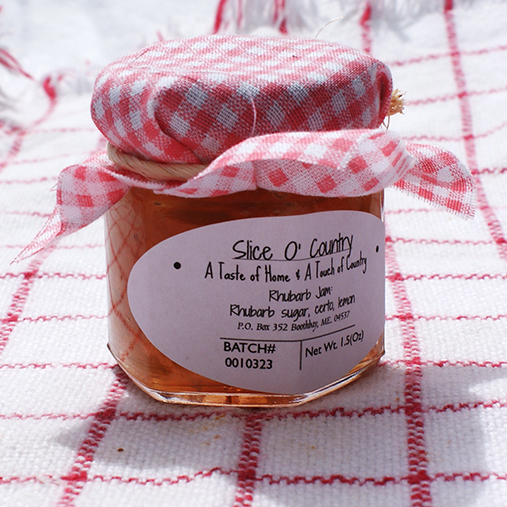 Slice O' Country
A Taste of Home & A Touch of Country
Rhubarb Jam:
Rhubarb sugar, certo, lemon
P.O. Box 352 Boothbay, ME. 04537
BATCH# Net Wt. 1.5(Oz)
0010323